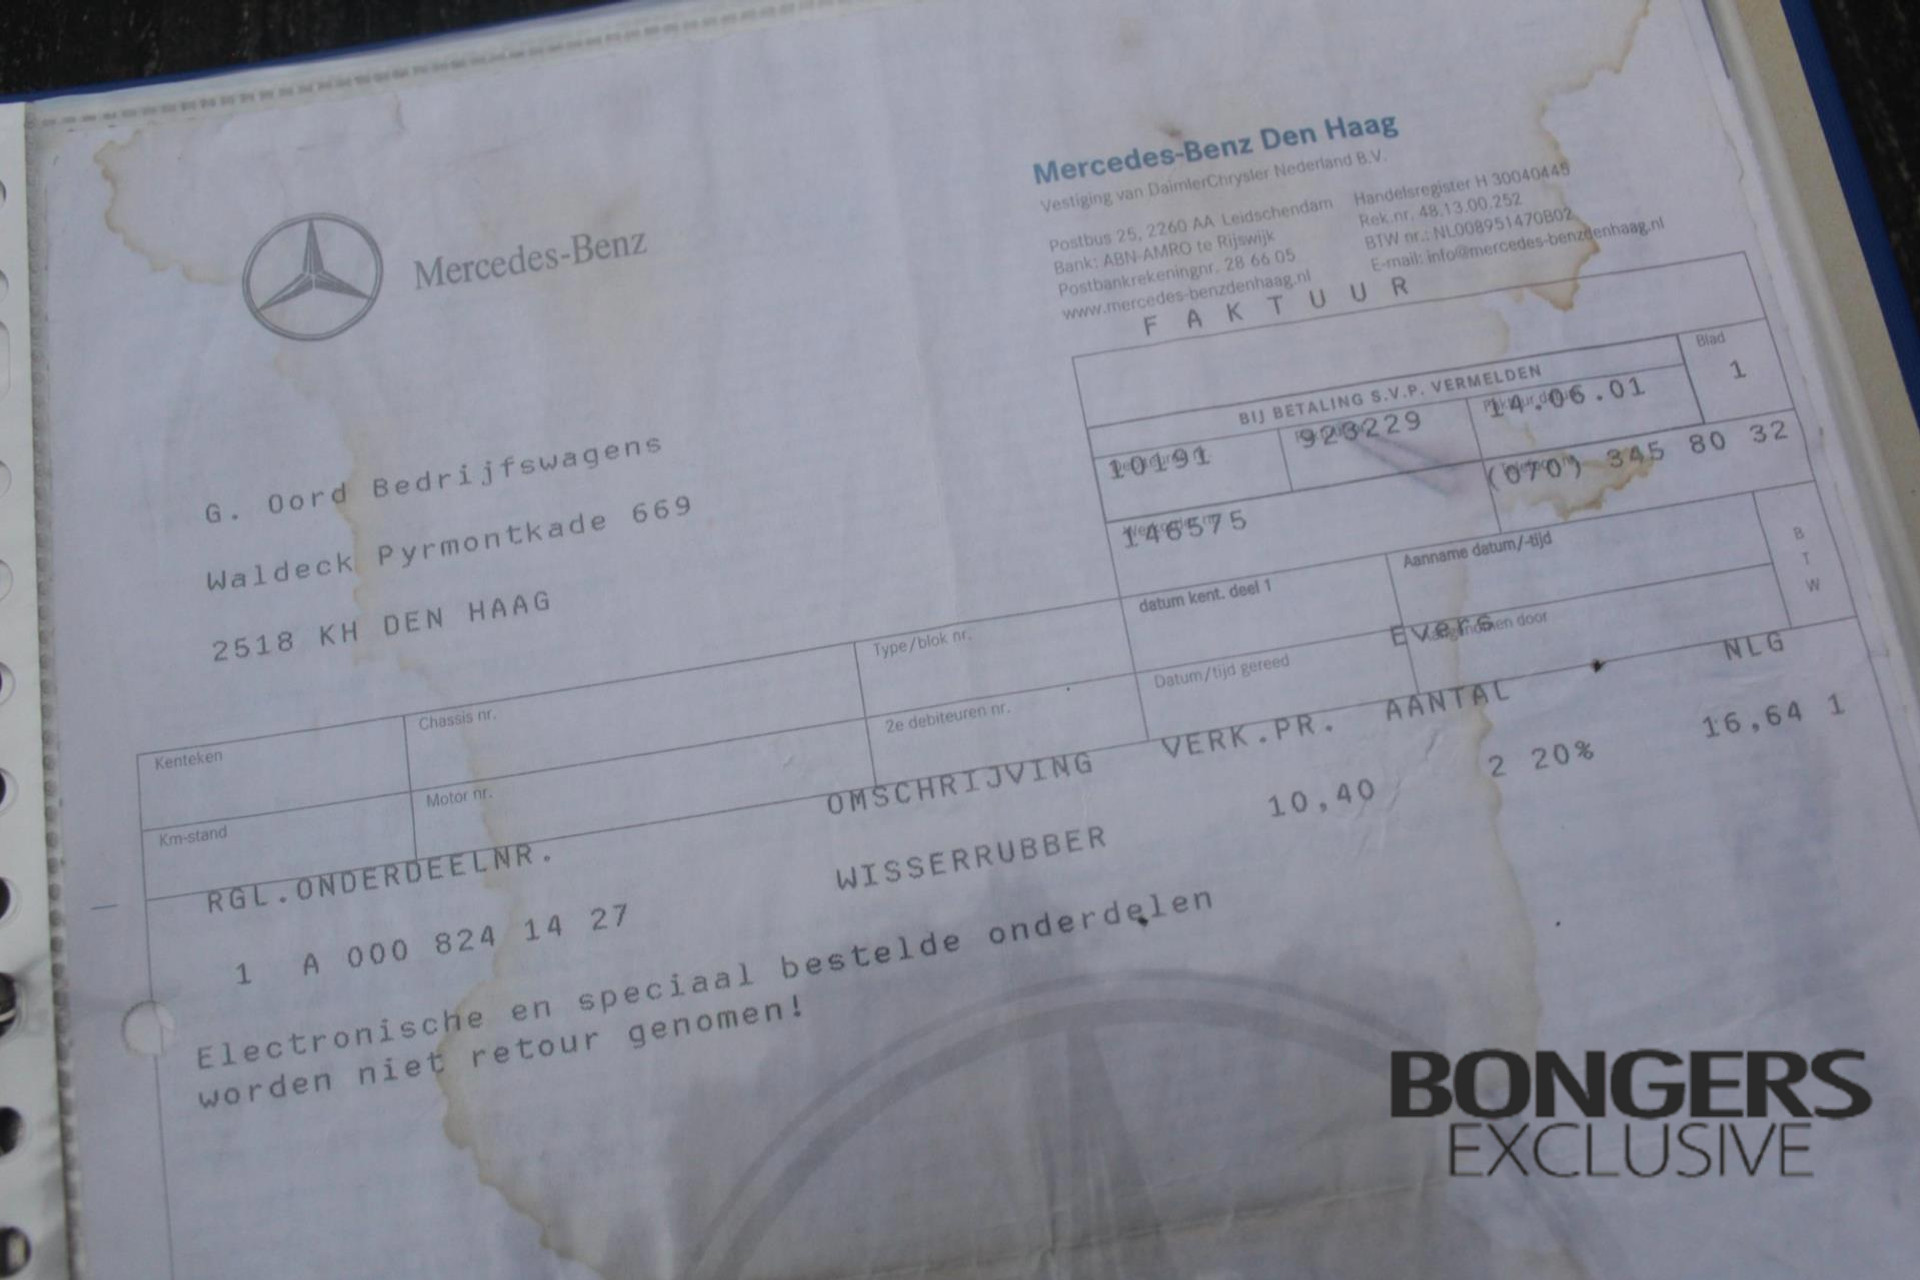 Mercedes-Benz
Mercedes-Benz Den Haag
Vestiging van DaimlerChrysler Nederland B.V.
Postbus 25, 2260 AA Leidschendam
Bank: ABN-AMRO te Rijswijk
Postbankrekeningnr. 28 66 05
www.mercedes-benzdenhaag.nl
Handelsregister H 30040445
Rek.nr. 48.13.00.252
BTW nr.: NL008951470B02
E-mail: info@mercedes-benzdenhaag.nl
F A K T U U R
BIJ BETALING S.V.P. VERMELDEN
Blad
10191 923229 14.06.01 1
146575 (070) 345 80 32
G. Oord Bedrijfswagens
Waldeck Pyrmontkade 669
2518 KH DEN HAAG
datum kent. deel 1
Aanname datum/-tijd
B
T
W
Kenteken
Chassis nr.
Type/blok nr.
Datum/tijd gereed
Evers
door
Km-stand
Motor nr.
2e debiteuren nr.
RGL.ONDERDEELNR. OMSCHRIJVING VERK.PR. AANTAL NLG
1 A 000 824 14 27 WISSERRUBBER 10,40 2 20% 16,64 1
Electronische en speciaal bestelde onderdelen
worden niet retour genomen!
BONGERS
EXCLUSIVE